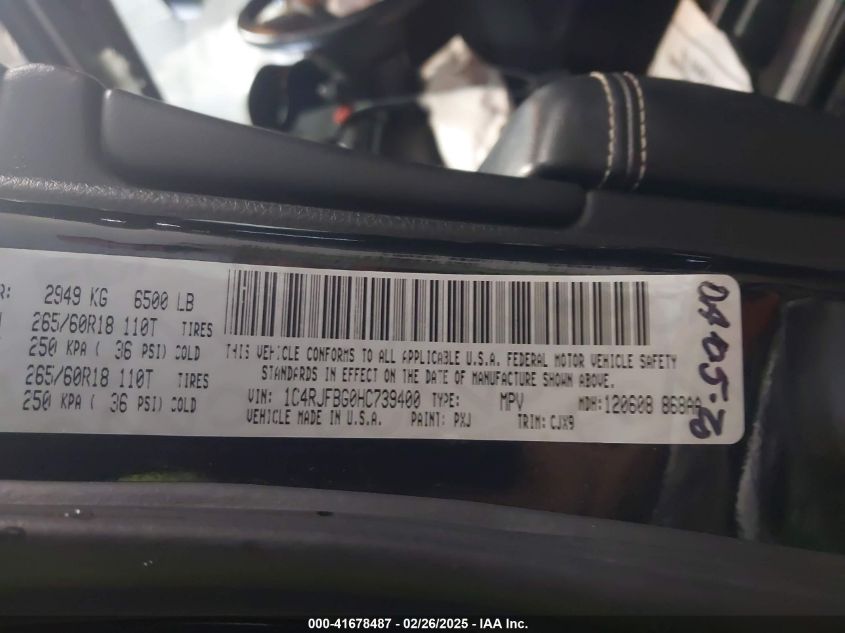 R: 2949 KG 6500 LB
265/60R18 110T TIRES
250 KPA ( 36 PSI) COLD
265/60R18 110T TIRES
250 KPA ( 36 PSI) COLD
THIS VEHICLE CONFORMS TO ALL APPLICABLE U.S.A. FEDERAL MOTOR VEHICLE SAFETY
STANDARDS IN EFFECT ON THE DATE OF MANUFACTURE SHOWN ABOVE.
VIN: 1C4RJFBG0HC739400 TYPE: MPV MDH: 120608 868AA
VEHICLE MADE IN U.S.A. PAINT: PXJ TRIM: CJX9
000-41678487 - 02/26/2025 - IAA Inc.